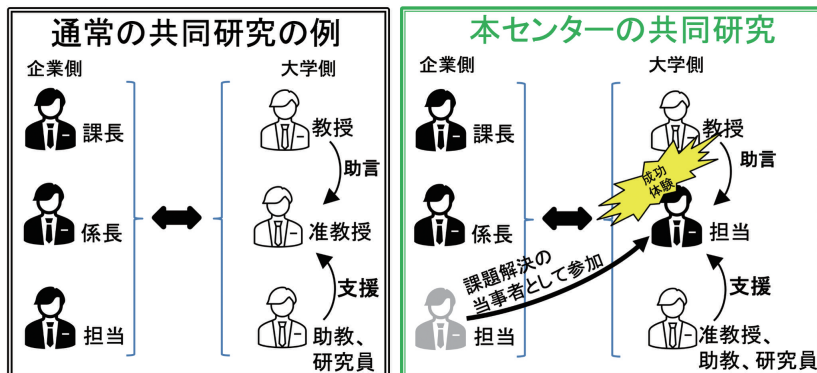 通常の共同研究の例
企業側
大学側
課長
教授
助言
係長
准教授
支援
担当
助教、
研究員
本センターの共同研究
企業側
大学側
課長
教授
助言
成功
体験
係長
担当
課題解決の
当事者として参加
支援
担当
准教授、
助教、研究員